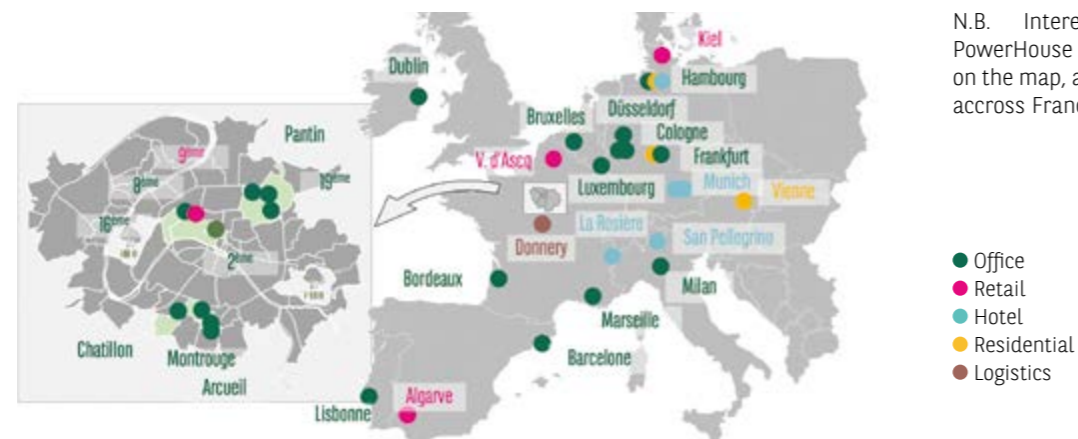 N.B. Intere
PowerHouse
on the map, a
accross Franc
Kiel
Dublin
Hambourg
Düsseldorf
Bruxelles
Cologne
V. d'Ascq
Frankfurt
Luxembourg
Munich
Vienne
La Rosière
San Pellegrino
Donnery
Bordeaux
Milan
Marseille
Barcelone
Algarve
Lisbonne
Pantin
9ème
8ème
19ème
16ème
2ème
Chatillon
Montrouge
Arcueil
Office
Retail
Hotel
Residential
Logistics